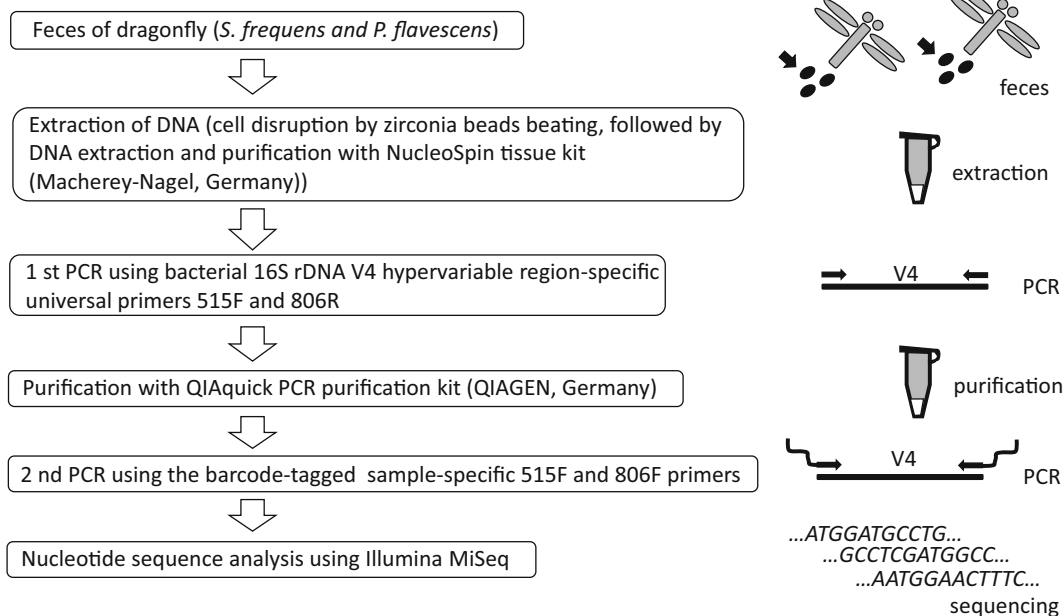 Feces of dragonfly (S. frequens and P. flavescens)
feces
Extraction of DNA (cell disruption by zirconia beads beating, followed by
DNA extraction and purification with NucleoSpin tissue kit
(Macherey-Nagel, Germany))
extraction
1 st PCR using bacterial 16S rDNA V4 hypervariable region-specific
universal primers 515F and 806R
V4
PCR
Purification with QIAquick PCR purification kit (QIAGEN, Germany)
purification
2 nd PCR using the barcode-tagged sample-specific 515F and 806F primers
V4
PCR
Nucleotide sequence analysis using Illumina MiSeq
...ATGGATGCCTG...
...GCCTCGATGGCC...
...AATGGAACTTTC...
sequencing